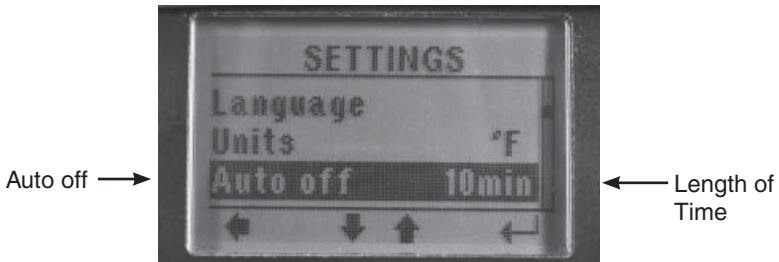 SETTINGS
Language
Units °F
Auto off 10min
Auto off
Length of
Time